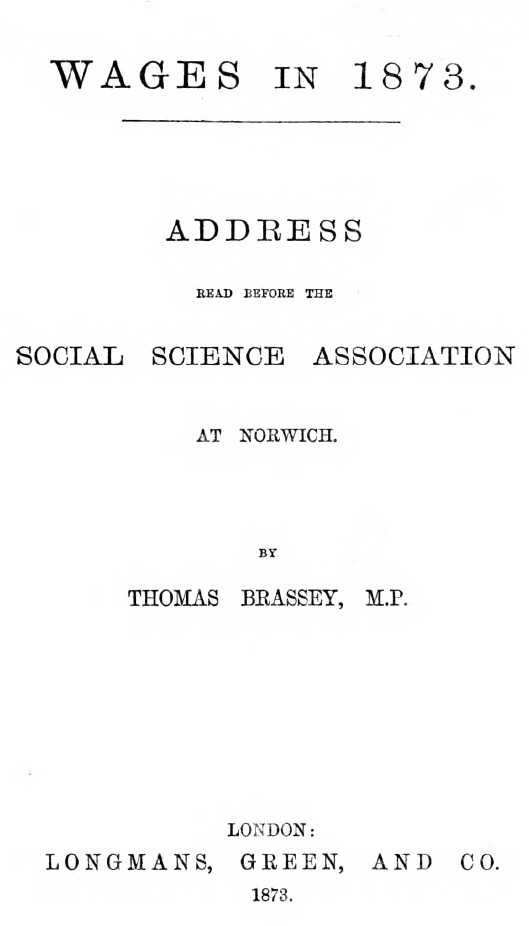 WAGES IN 1873.
ADDRESS
READ BEFORE THE
SOCIAL SCIENCE ASSOCIATION
AT NORWICH.
BY
THOMAS BRASSEY, M.P.
LONDON:
LONGMANS, GREEN, AND CO.
1873.